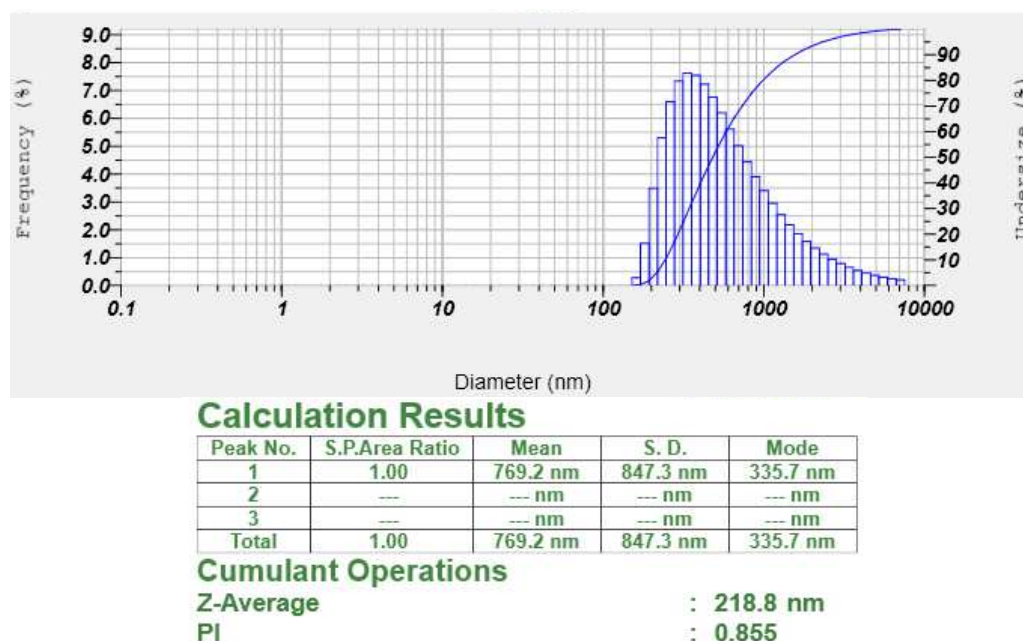 Frequency (%)
9.0
8.0
7.0
6.0
5.0
4.0
3.0
2.0
1.0
0.0
90
80
70
60
50
40
30
20
10
Undersize (%)
0.1 1 10 100 1000 10000
Diameter (nm)
Calculation Results
Peak No. S.P.Area Ratio Mean S. D. Mode
1 1.00 769.2 nm 847.3 nm 335.7 nm
2 --- --- nm --- nm --- nm
3 --- --- nm --- nm --- nm
Total 1.00 769.2 nm 847.3 nm 335.7 nm
Cumulant Operations
Z-Average : 218.8 nm
PI : 0.855